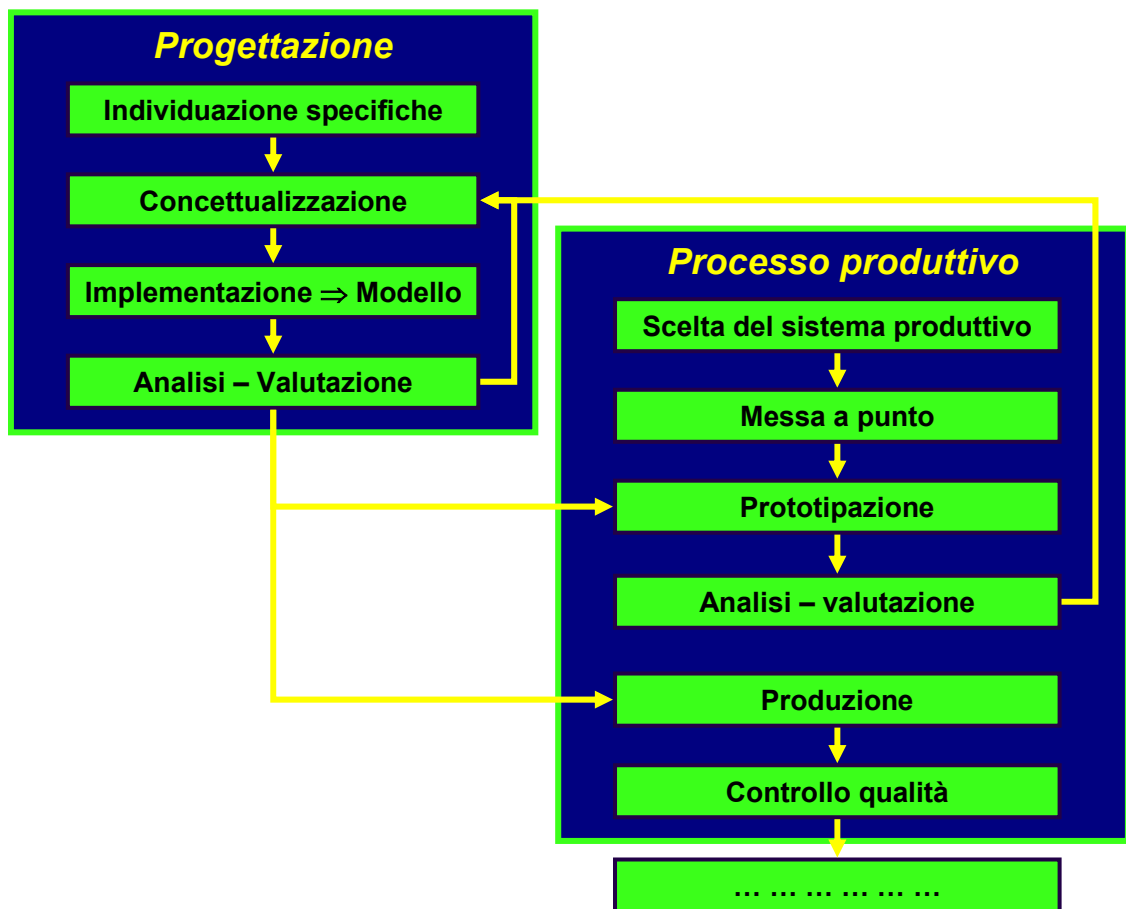 Progettazione
Individuazione specifiche
Concettualizzazione
Implementazione ⇒ Modello
Analisi – Valutazione
Processo produttivo
Scelta del sistema produttivo
Messa a punto
Prototipazione
Analisi – valutazione
Produzione
Controllo qualità
… … … … … …